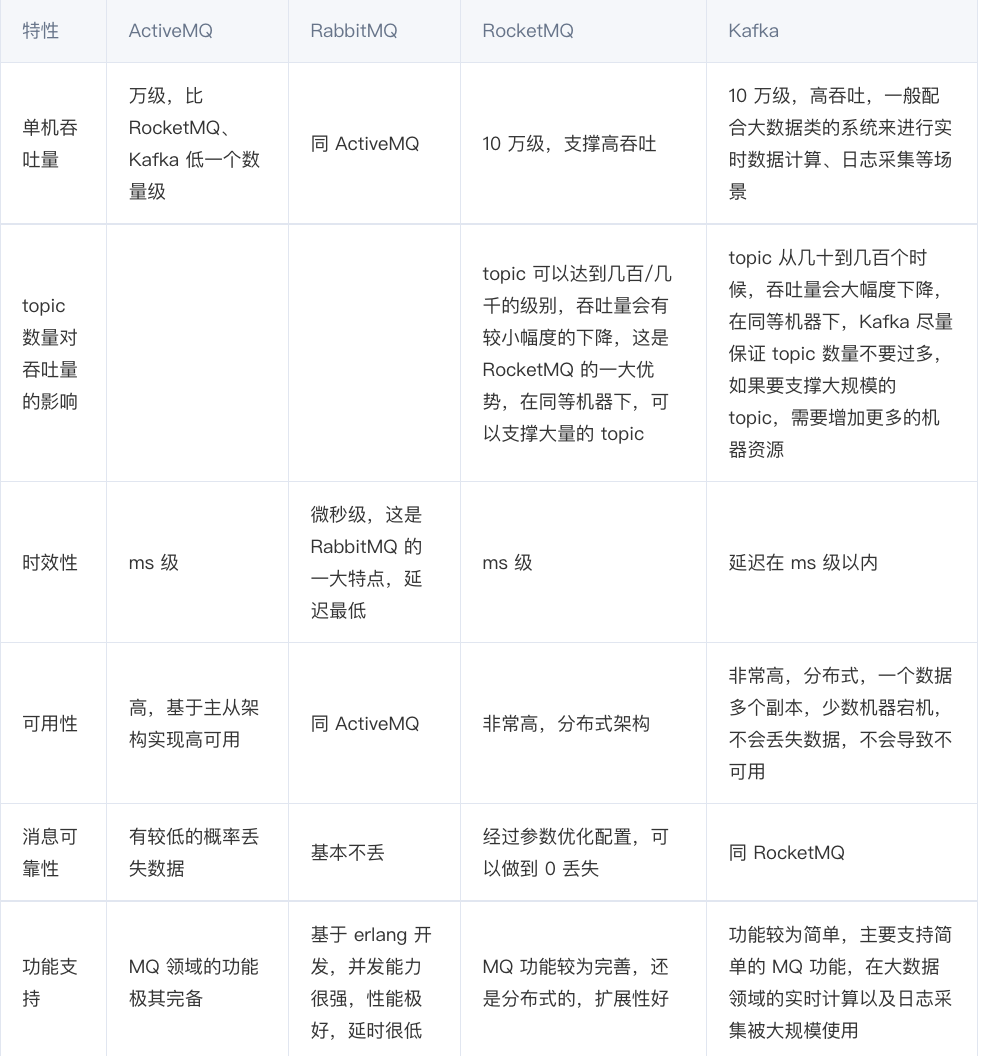 特性
ActiveMQ
RabbitMQ
RocketMQ
Kafka
单机吞
吐量
万级，比
RocketMQ、
Kafka 低一个数
量级
同 ActiveMQ
10 万级，支撑高吞吐
10 万级，高吞吐，一般配
合大数据类的系统来进行实
时数据计算、日志采集等场
景
topic
数量对
吞吐量
的影响
topic 可以达到几百/几
千的级别，吞吐量会有
较小幅度的下降，这是
RocketMQ 的一大优
势，在同等机器下，可
以支撑大量的 topic
topic 从几十到几百个时
候，吞吐量会大幅度下降，
在同等机器下，Kafka 尽量
保证 topic 数量不要过多，
如果要支撑大规模的
topic，需要增加更多的机
器资源
时效性
ms 级
微秒级，这是
RabbitMQ 的
一大特点，延
迟最低
ms 级
延迟在 ms 级以内
可用性
高，基于主从架
构实现高可用
同 ActiveMQ
非常高，分布式架构
非常高，分布式，一个数据
多个副本，少数机器宕机，
不会丢失数据，不会导致不
可用
消息可
靠性
有较低的概率丢
失数据
基本不丢
经过参数优化配置，可
以做到 0 丢失
同 RocketMQ
功能支
持
MQ 领域的功能
极其完备
基于 erlang 开
发，并发能力
很强，性能极
好，延时很低
MQ 功能较为完善，还
是分布式的，扩展性好
功能较为简单，主要支持简
单的 MQ 功能，在大数据
领域的实时计算以及日志采
集被大规模使用